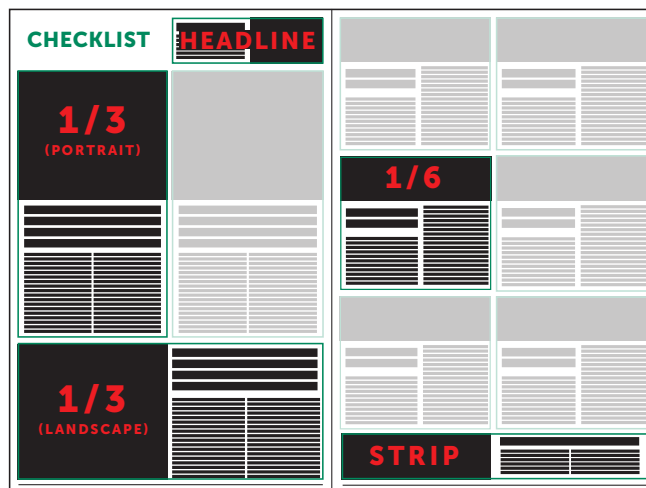 CHECKLIST
HEADLINE
1/3
(PORTRAIT)
1/3
(LANDSCAPE)
1/6
STRIP